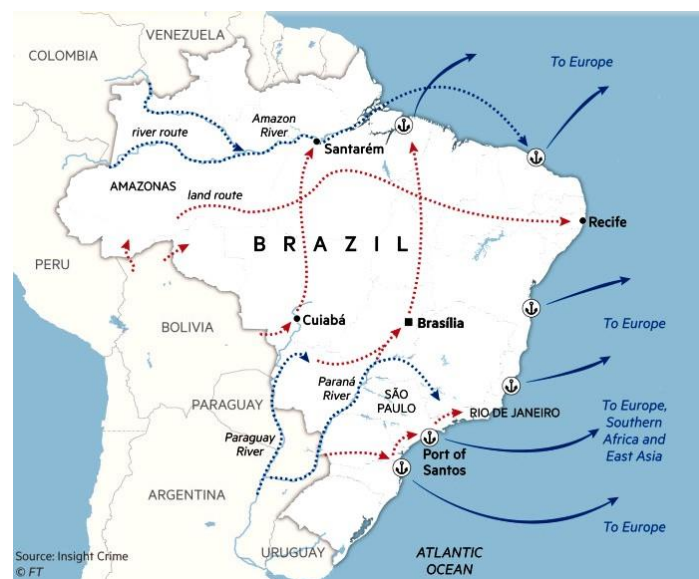 VENEZUELA
COLOMBIA
To Europe
Amazon
River
river route
Santarém
AMAZONAS
land route
Recife
BRAZIL
PERU
Cuiabá
Brasília
BOLIVIA
To Europe
Paraná
River
SÃO
PAULO
PARAGUAY
RIO DE JANEIRO
To Europe,
Southern
Africa and
East Asia
Paraguay
River
Port of
Santos
ARGENTINA
To Europe
URUGUAY
ATLANTIC
OCEAN
Source: Insight Crime
© FT